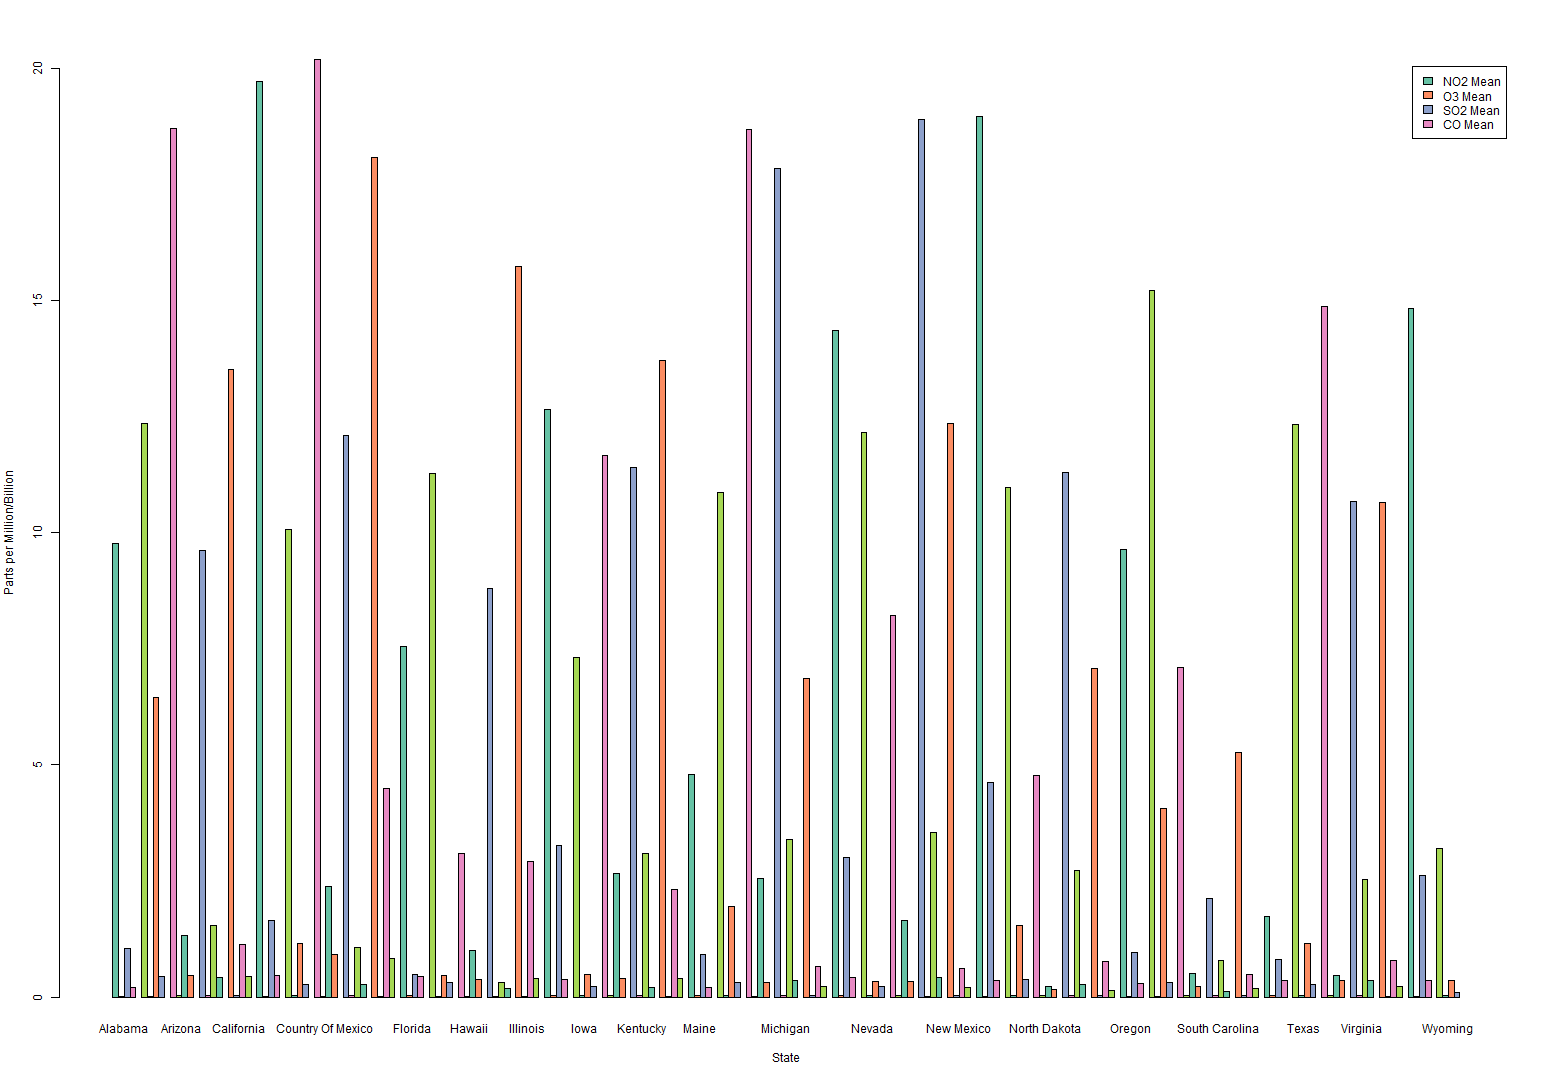 20
15
10
5
0
Parts per Million/Billion
NO2 Mean
O3 Mean
SO2 Mean
CO Mean
Alabama Arizona California Country Of Mexico Florida Hawaii Illinois Iowa Kentucky Maine Michigan Nevada New Mexico North Dakota Oregon South Carolina Texas Virginia Wyoming
State